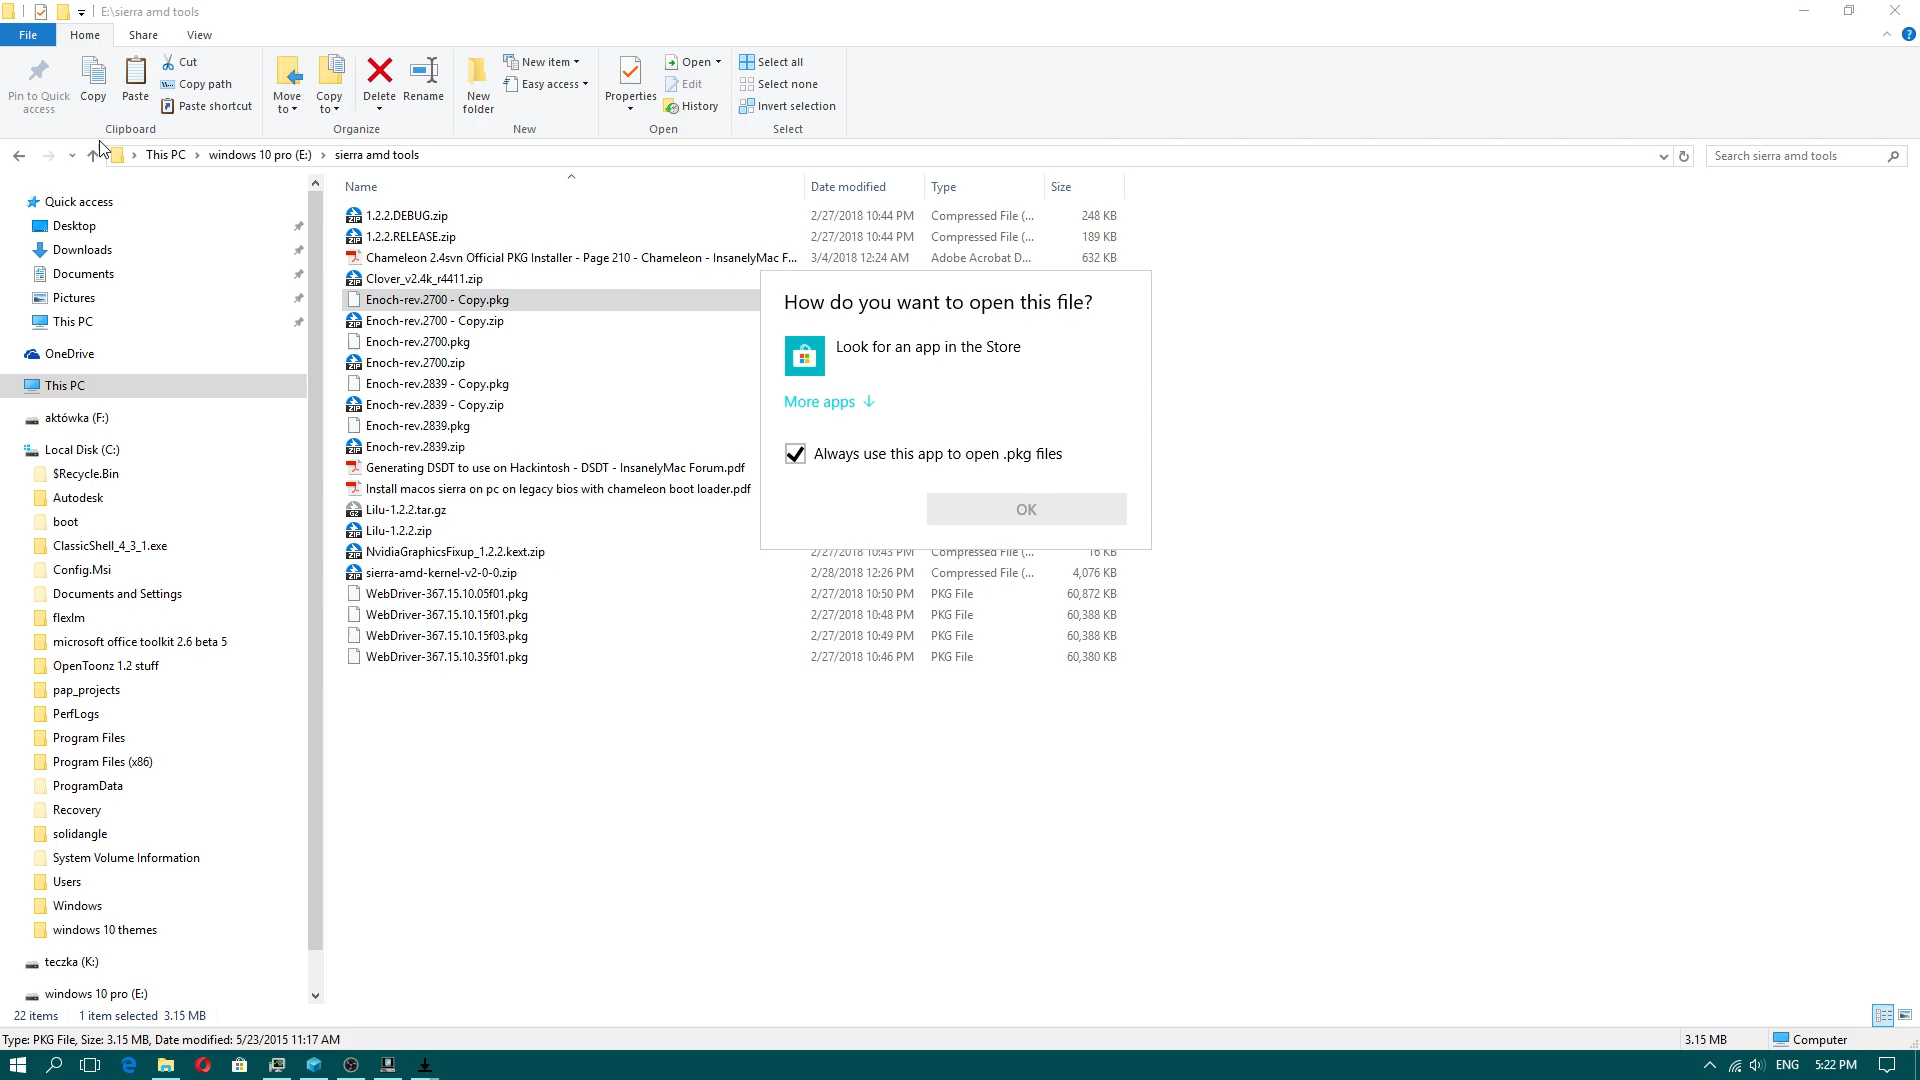 E:\sierra amd tools
File Home Share View
Pin to Quick access
Copy
Paste
Cut
Copy path
Paste shortcut
Clipboard
Move to
Copy to
Delete
Rename
Organize
New folder
New item
Easy access
New
Properties
Open
Edit
History
Open
Select all
Select none
Invert selection
Select
This PC > windows 10 pro (E:) > sierra amd tools
Search sierra amd tools
Quick access
Desktop
Downloads
Documents
Pictures
This PC
OneDrive
This PC
aktówka (F:)
Local Disk (C:)
$Recycle.Bin
Autodesk
boot
ClassicShell_4_3_1.exe
Config.Msi
Documents and Settings
flexlm
microsoft office toolkit 2.6 beta 5
OpenToonz 1.2 stuff
pap_projects
PerfLogs
Program Files
Program Files (x86)
ProgramData
Recovery
solidangle
System Volume Information
Users
Windows
windows 10 themes
teczka (K:)
windows 10 pro (E:)
Name Date modified Type Size
1.2.2.DEBUG.zip 2/27/2018 10:44 PM Compressed File (... 248 KB
1.2.2.RELEASE.zip 2/27/2018 10:44 PM Compressed File (... 189 KB
Chameleon 2.4svn Official PKG Installer - Page 210 - Chameleon - InsanelyMac F... 3/4/2018 12:24 AM Adobe Acrobat D... 632 KB
Clover_v2.4k_r4411.zip
Enoch-rev.2700 - Copy.pkg
Enoch-rev.2700 - Copy.zip
Enoch-rev.2700.pkg
Enoch-rev.2700.zip
Enoch-rev.2839 - Copy.pkg
Enoch-rev.2839 - Copy.zip
Enoch-rev.2839.pkg
Enoch-rev.2839.zip
Generating DSDT to use on Hackintosh - DSDT - InsanelyMac Forum.pdf
Install macos sierra on pc on legacy bios with chameleon boot loader.pdf
Lilu-1.2.2.tar.gz
Lilu-1.2.2.zip
NvidiaGraphicsFixup_1.2.2.kext.zip 2/27/2018 10:43 PM Compressed File (... 16 KB
sierra-amd-kernel-v2-0-0.zip 2/28/2018 12:26 PM Compressed File (... 4,076 KB
WebDriver-367.15.10.05f01.pkg 2/27/2018 10:50 PM PKG File 60,872 KB
WebDriver-367.15.10.15f01.pkg 2/27/2018 10:48 PM PKG File 60,388 KB
WebDriver-367.15.10.15f03.pkg 2/27/2018 10:49 PM PKG File 60,388 KB
WebDriver-367.15.10.35f01.pkg 2/27/2018 10:46 PM PKG File 60,380 KB
How do you want to open this file?
Look for an app in the Store
More apps
Always use this app to open .pkg files
OK
22 items 1 item selected 3.15 MB
Type: PKG File, Size: 3.15 MB, Date modified: 5/23/2015 11:17 AM 3.15 MB Computer
ENG 5:22 PM